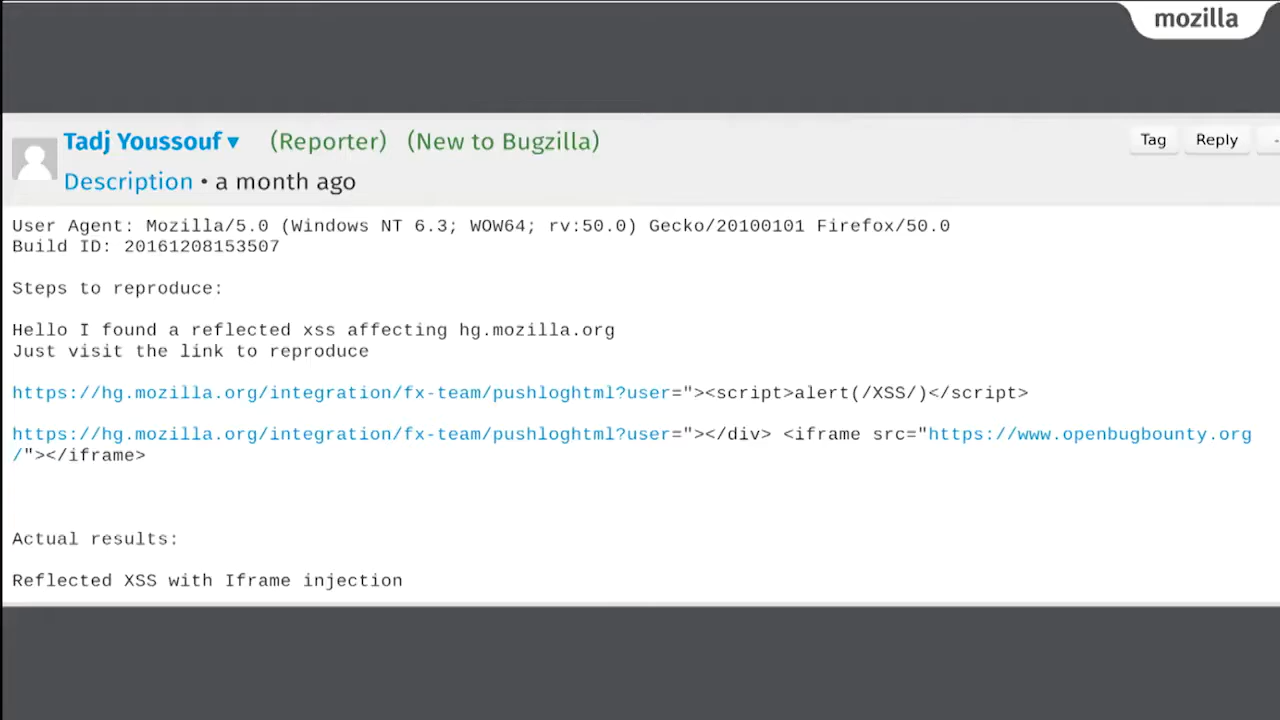 mozilla
Tadj Youssouf ▾ (Reporter) (New to Bugzilla)
Tag Reply -
Description • a month ago
User Agent: Mozilla/5.0 (Windows NT 6.3; WOW64; rv:50.0) Gecko/20100101 Firefox/50.0
Build ID: 20161208153507
Steps to reproduce:
Hello I found a reflected xss affecting hg.mozilla.org
Just visit the link to reproduce
https://hg.mozilla.org/integration/fx-team/pushloghtml?user="><script>alert(/XSS/)</script>
https://hg.mozilla.org/integration/fx-team/pushloghtml?user="></div> <iframe src="https://www.openbugbounty.org
/"></iframe>
Actual results:
Reflected XSS with Iframe injection